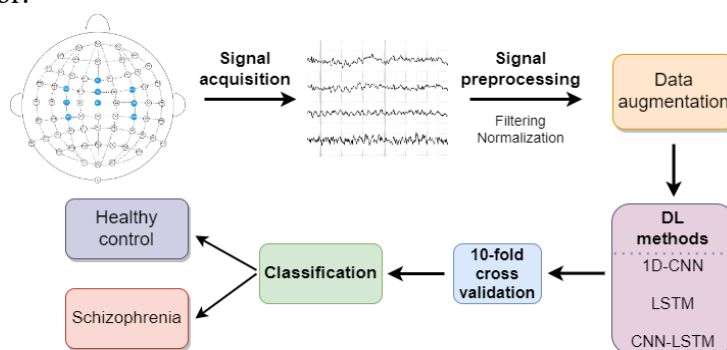 Signal
acquisition
Signal
preprocessing
Filtering
Normalization
Data
augmentation
DL
methods
1D-CNN
LSTM
CNN-LSTM
10-fold
cross
validation
Classification
Healthy
control
Schizophrenia